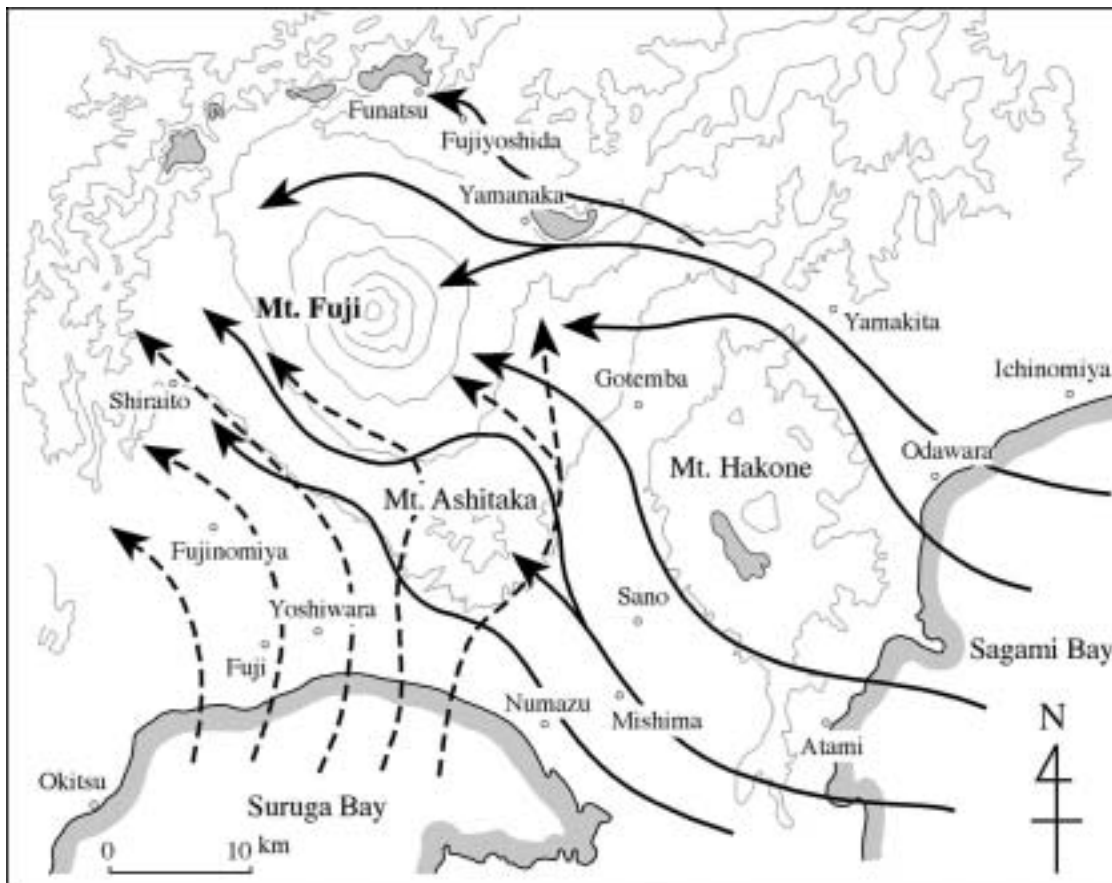 Funatsu
Fujiyoshida
Yamanaka
Mt. Fuji
Yamakita
Ichinomiya
Gotemba
Shiraito
Odawara
Mt. Hakone
Mt. Ashitaka
Fujinomiya
Sano
Yoshiwara
Fuji
Sagami Bay
Numazu
Mishima
N
Atami
Okitsu
Suruga Bay
0 10 km